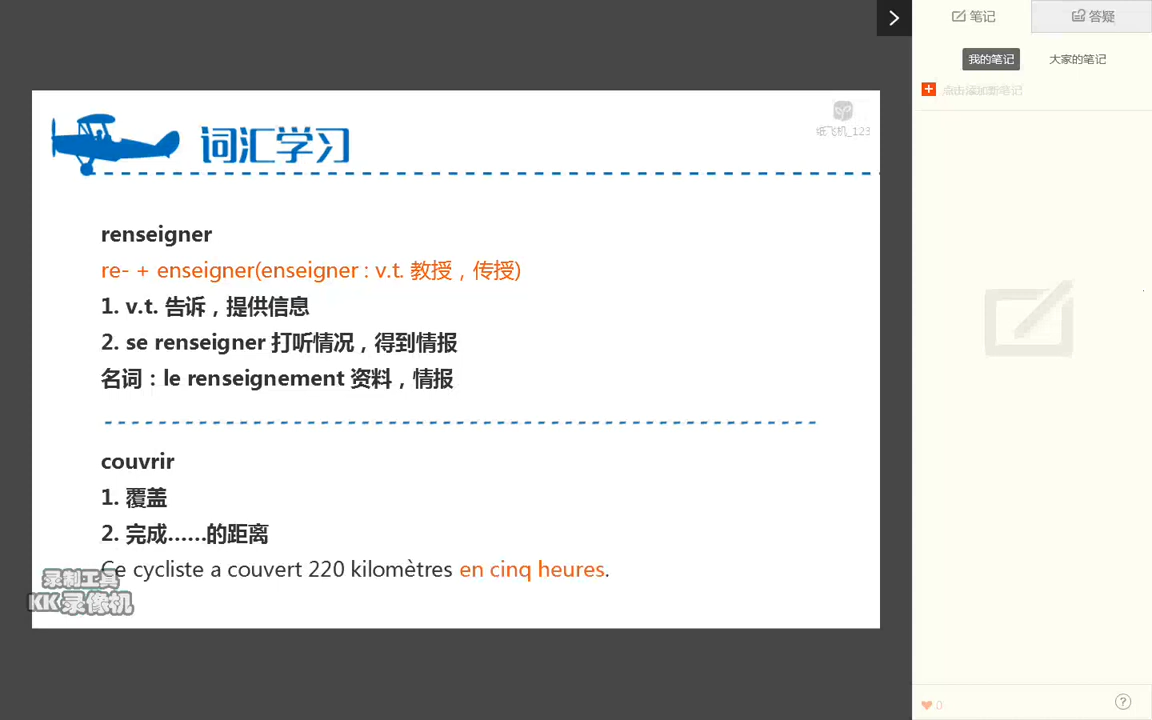 笔记
答疑
我的笔记
大家的笔记
词汇学习
纸飞机_123
renseigner
re- + enseigner(enseigner : v.t. 教授，传授)
1. v.t. 告诉，提供信息
2. se renseigner 打听情况，得到情报
名词：le renseignement 资料，情报
couvrir
1. 覆盖
2. 完成……的距离
Ce cycliste a couvert 220 kilomètres en cinq heures.
录制工具
KK录像机
0